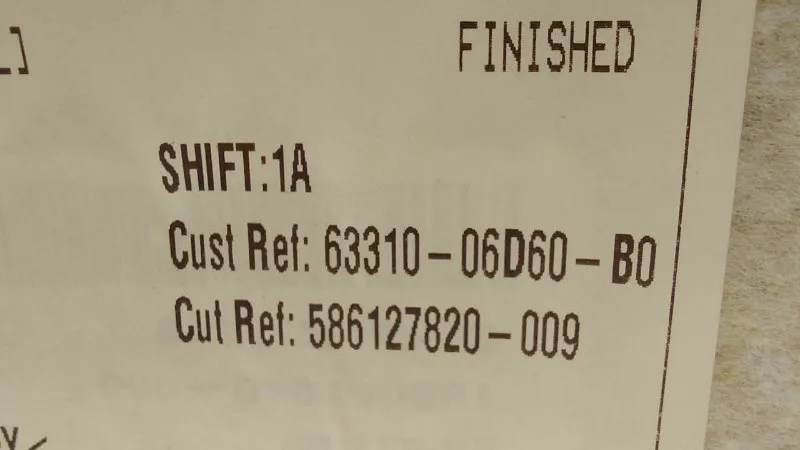 FINISHED
SHIFT:1A
Cust Ref: 63310-06D60-B0
Cut Ref: 586127820-009